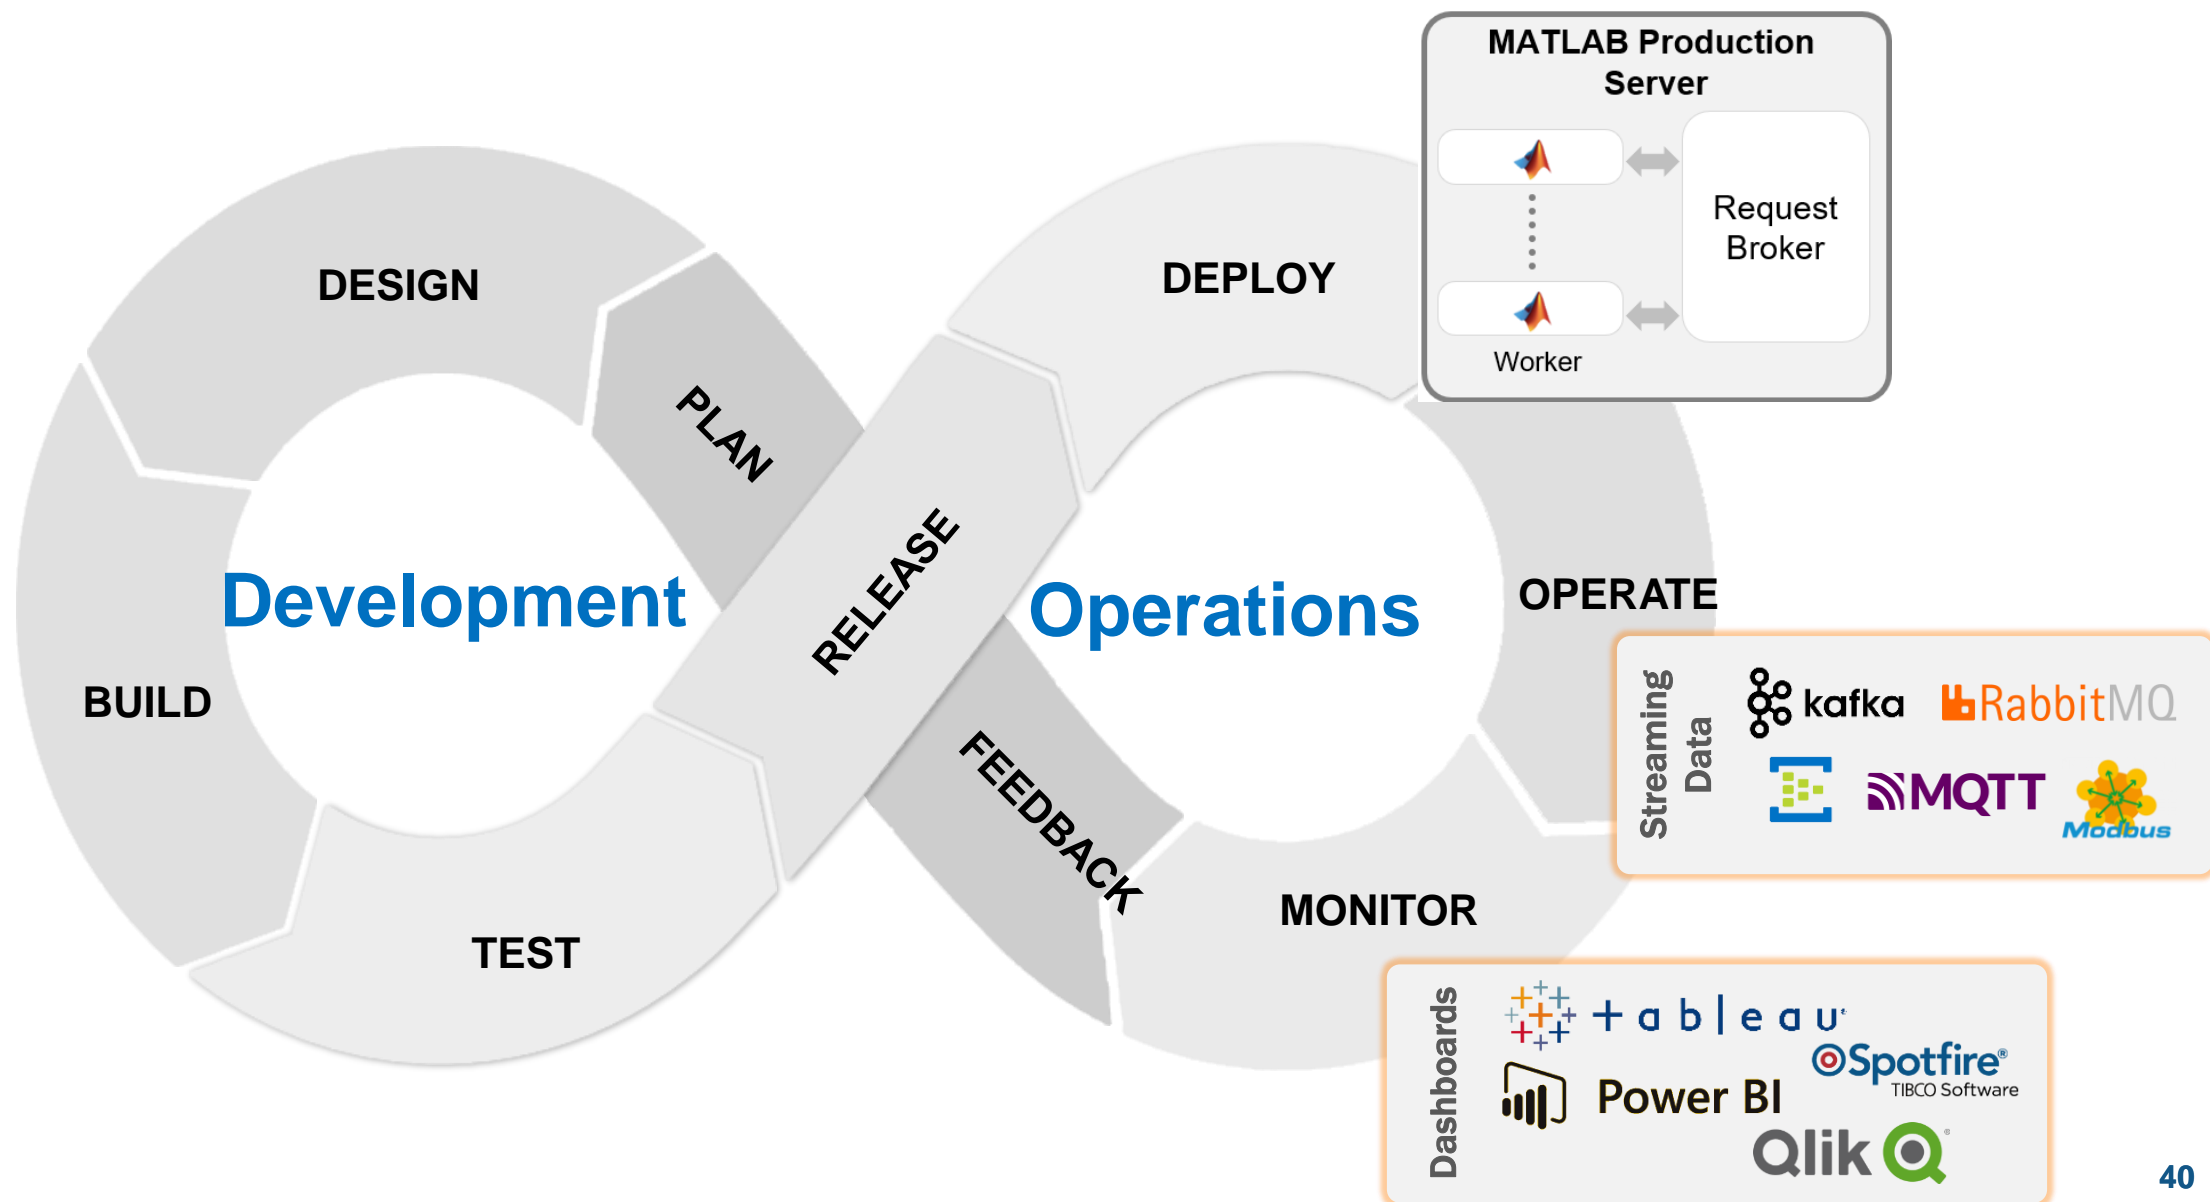 MATLAB Production
Server
Request
Broker
Worker
DESIGN
PLAN
DEPLOY
Development
RELEASE
Operations
OPERATE
BUILD
FEEDBACK
TEST
MONITOR
Streaming
Data
kafka
RabbitMQ
MQTT
Modbus
Dashboards
+ableau
Spotfire®
TIBCO Software
Power BI
Qlik
40